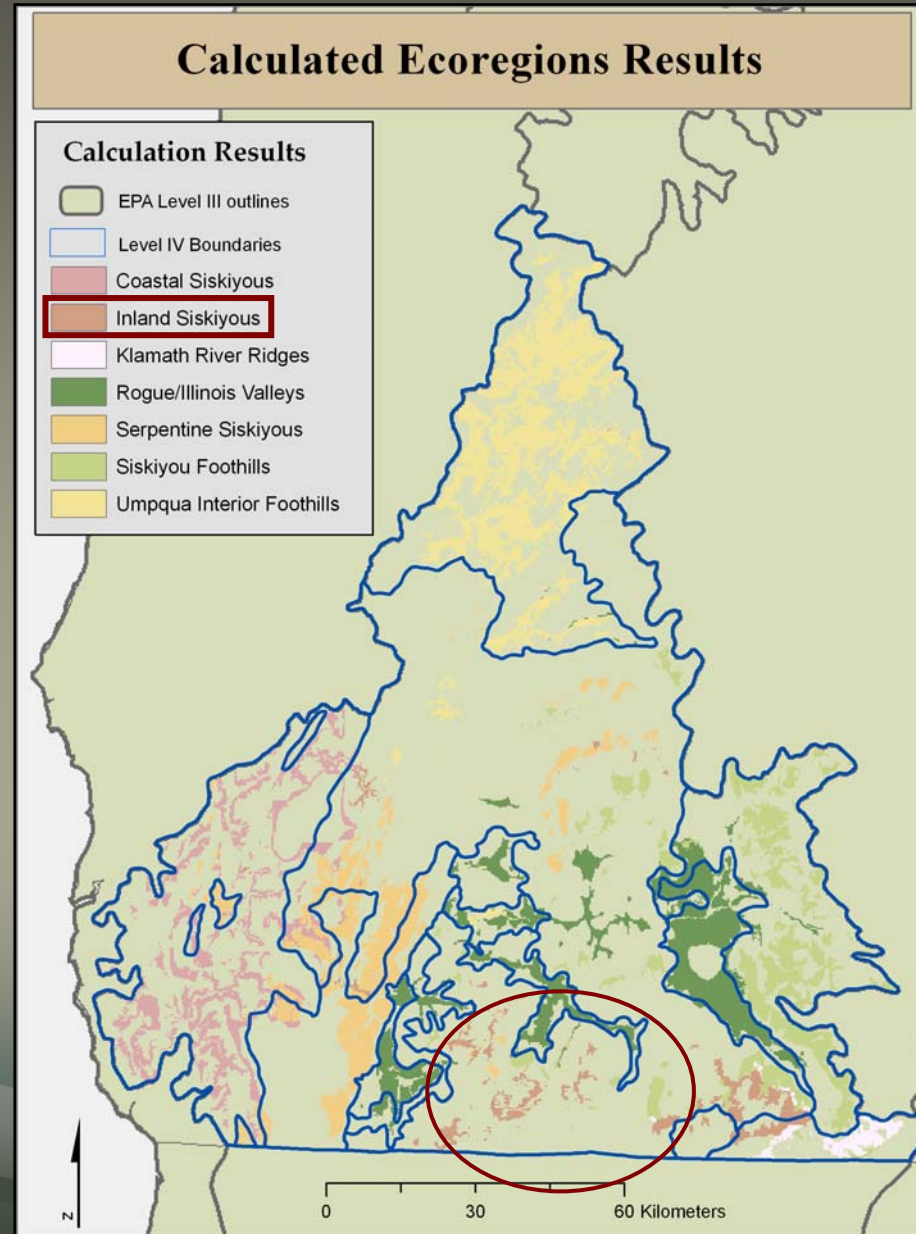 Calculated Ecoregions Results
Calculation Results
EPA Level III outlines
Level IV Boundaries
Coastal Siskiyous
Inland Siskiyous
Klamath River Ridges
Rogue/Illinois Valleys
Serpentine Siskiyous
Siskiyou Foothills
Umpqua Interior Foothills
N
0 30 60 Kilometers